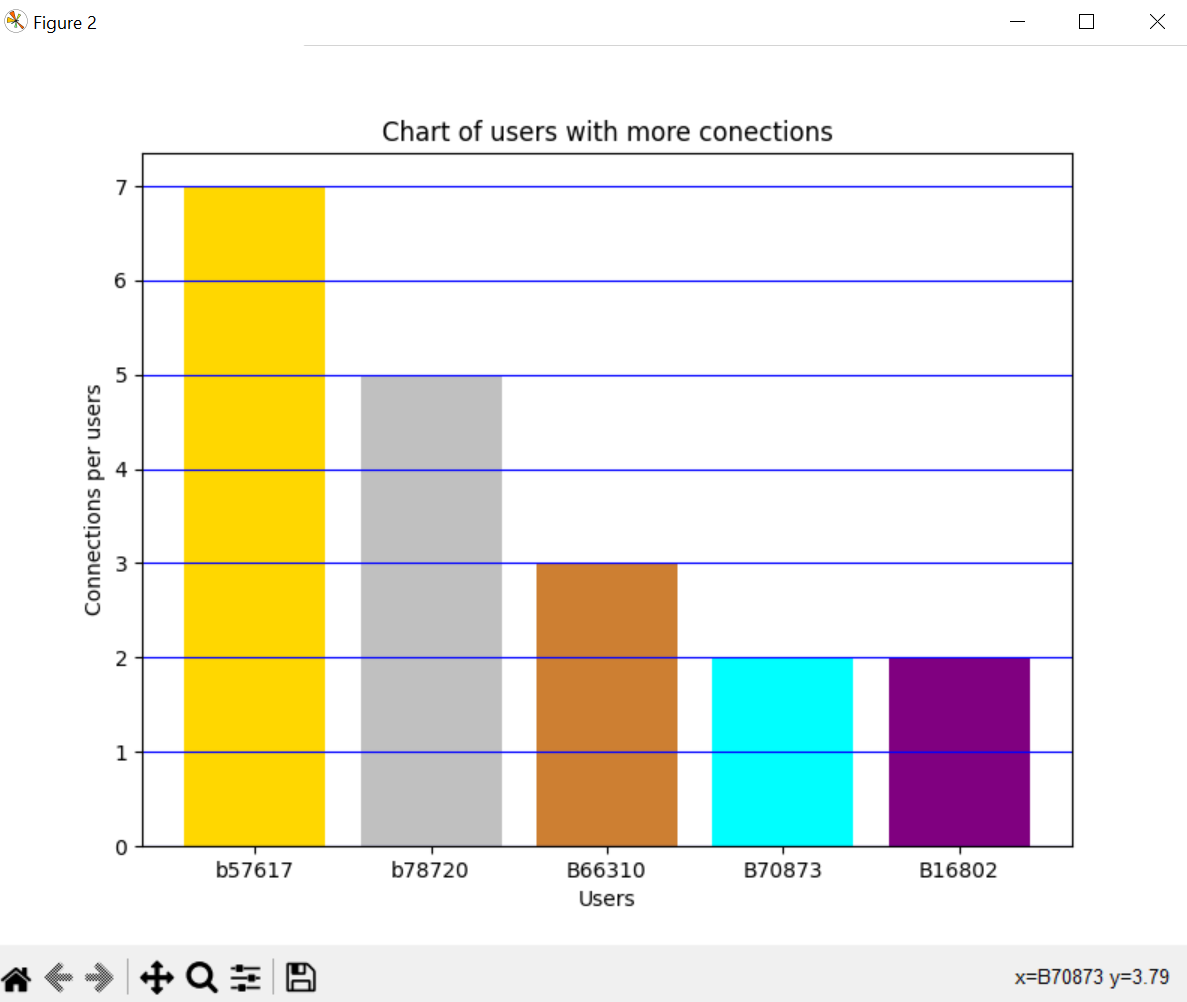 Figure 2
Chart of users with more conections
Connections per users
7
6
5
4
3
2
1
0
b57617 b78720 B66310 B70873 B16802
Users
x=B70873 y=3.79